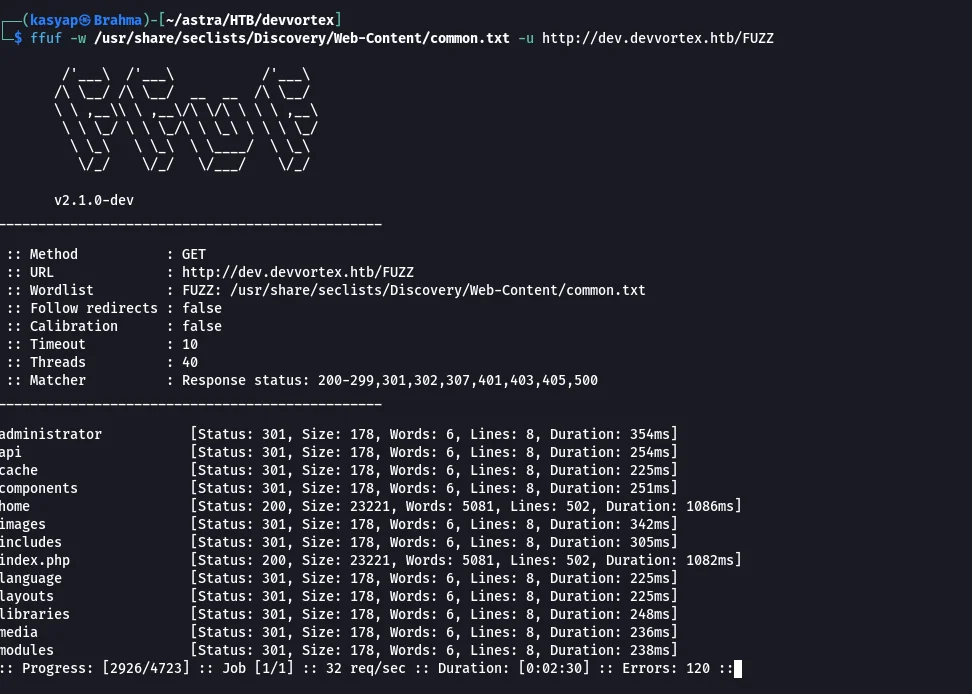 ┌──(kasyap㉿Brahma)-[~/astra/HTB/devvortex]
└─$ ffuf -w /usr/share/seclists/Discovery/Web-Content/common.txt -u http://dev.devvortex.htb/FUZZ

        /'___\  /'___\           /'___\
       /\ \__/ /\ \__/  __  __  /\ \__/
       \ \ ,__\\ \ ,__\/\ \/\ \ \ \ ,__\
        \ \ \_/ \ \ \_/\ \ \_\ \ \ \ \_/
         \ \_\   \ \_\  \ \____/  \ \_\
          \/_/    \/_/   \/___/    \/_/

       v2.1.0-dev
________________________________________________

 :: Method           : GET
 :: URL              : http://dev.devvortex.htb/FUZZ
 :: Wordlist         : FUZZ: /usr/share/seclists/Discovery/Web-Content/common.txt
 :: Follow redirects : false
 :: Calibration      : false
 :: Timeout          : 10
 :: Threads          : 40
 :: Matcher          : Response status: 200-299,301,302,307,401,403,405,500
________________________________________________

administrator           [Status: 301, Size: 178, Words: 6, Lines: 8, Duration: 354ms]
api                     [Status: 301, Size: 178, Words: 6, Lines: 8, Duration: 254ms]
cache                   [Status: 301, Size: 178, Words: 6, Lines: 8, Duration: 225ms]
components              [Status: 301, Size: 178, Words: 6, Lines: 8, Duration: 251ms]
home                    [Status: 200, Size: 23221, Words: 5081, Lines: 502, Duration: 1086ms]
images                  [Status: 301, Size: 178, Words: 6, Lines: 8, Duration: 342ms]
includes                [Status: 301, Size: 178, Words: 6, Lines: 8, Duration: 305ms]
index.php               [Status: 200, Size: 23221, Words: 5081, Lines: 502, Duration: 1082ms]
language                [Status: 301, Size: 178, Words: 6, Lines: 8, Duration: 225ms]
layouts                 [Status: 301, Size: 178, Words: 6, Lines: 8, Duration: 225ms]
libraries               [Status: 301, Size: 178, Words: 6, Lines: 8, Duration: 248ms]
media                   [Status: 301, Size: 178, Words: 6, Lines: 8, Duration: 236ms]
modules                 [Status: 301, Size: 178, Words: 6, Lines: 8, Duration: 238ms]
:: Progress: [2926/4723] :: Job [1/1] :: 32 req/sec :: Duration: [0:02:30] :: Errors: 120 ::